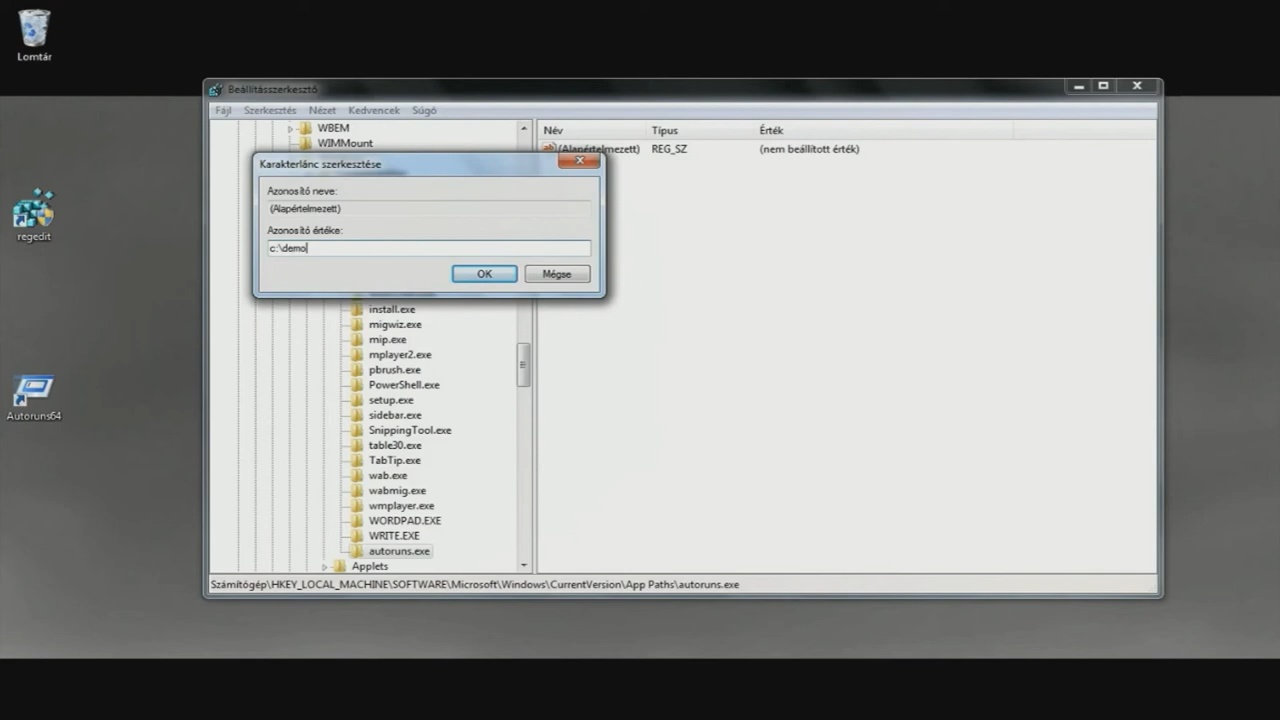 Lomtár
Beállításszerkesztő
Fájl Szerkesztés Nézet Kedvencek Súgó
WBEM
WIMMount
Név Típus Érték
(Alapértelmezett) REG_SZ (nem beállított érték)
Karakterlánc szerkesztése
Azonosító neve:
(Alapértelmezett)
Azonosító értéke:
c:\demo
OK Mégse
regedit
install.exe
migwiz.exe
mip.exe
mplayer2.exe
pbrush.exe
PowerShell.exe
setup.exe
sidebar.exe
SnippingTool.exe
table30.exe
TabTip.exe
wab.exe
wabmig.exe
wmplayer.exe
WORDPAD.EXE
WRITE.EXE
autoruns.exe
Applets
Autoruns64
Számítógép\HKEY_LOCAL_MACHINE\SOFTWARE\Microsoft\Windows\CurrentVersion\App Paths\autoruns.exe